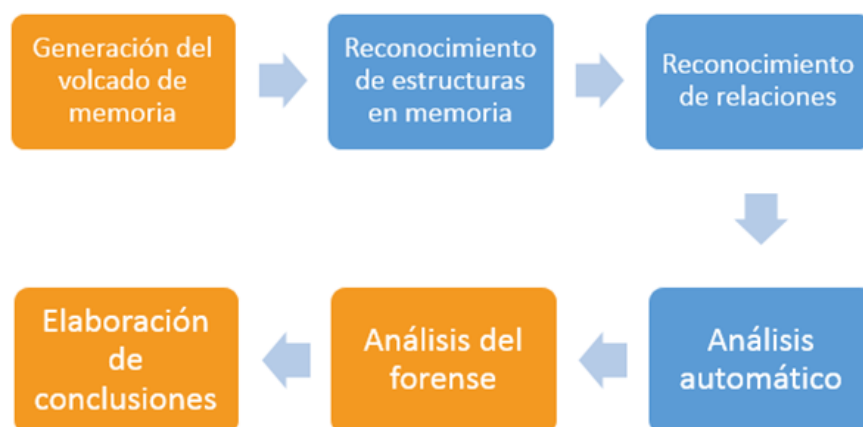 Generación del
volcado de
memoria
Reconocimiento
de estructuras
en memoria
Reconocimiento
de relaciones
Análisis
automático
Análisis del
forense
Elaboración
de
conclusiones